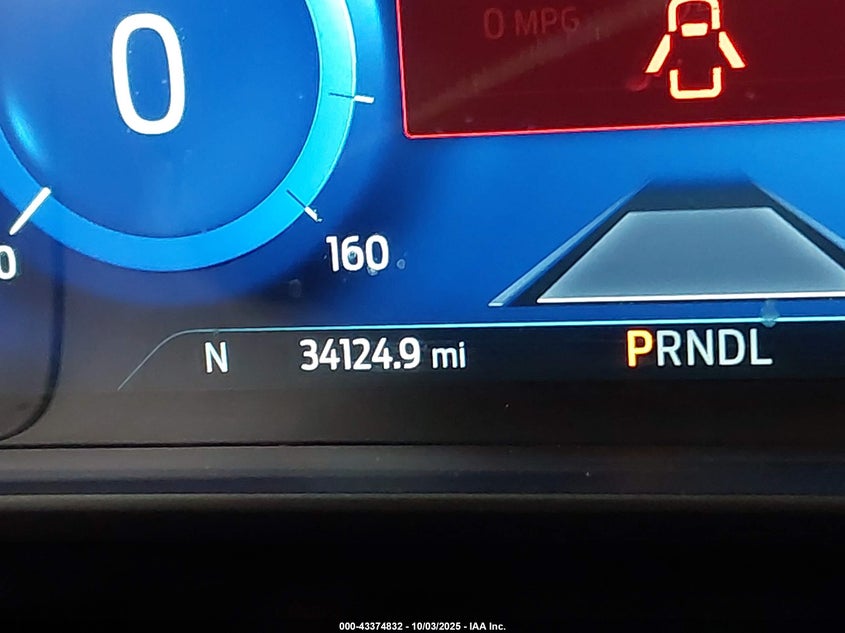 0 MPG
0
160
0
N 34124.9 mi PRNDL
000-43374832 - 10/03/2025 - IAA Inc.